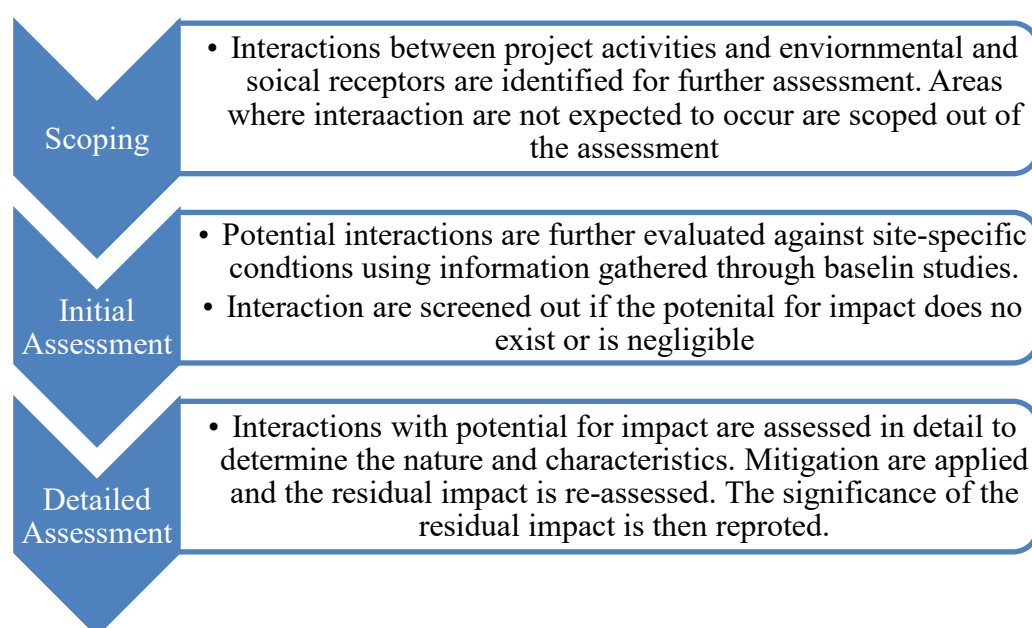 Scoping
• Interactions between project activities and enviornmental and
soical receptors are identified for further assessment. Areas
where interaaction are not expected to occur are scoped out of
the assessment
Initial
Assessment
• Potential interactions are further evaluated against site-specific
condtions using information gathered through baselin studies.
• Interaction are screened out if the potenital for impact does no
exist or is negligible
Detailed
Assessment
• Interactions with potential for impact are assessed in detail to
determine the nature and characteristics. Mitigation are applied
and the residual impact is re-assessed. The significance of the
residual impact is then reproted.